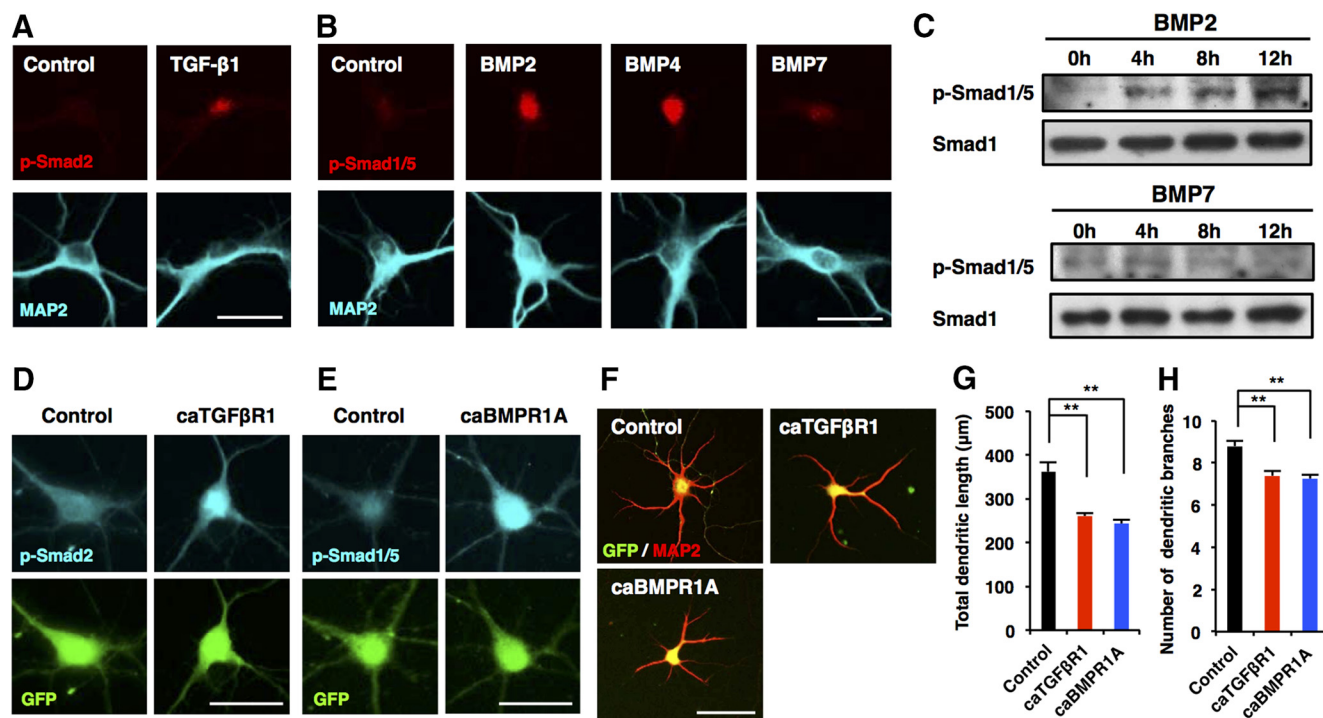 A
Control
TGF-β1
p-Smad2
MAP2
B
Control
BMP2
BMP4
BMP7
p-Smad1/5
MAP2
C
BMP2
0h 4h 8h 12h
p-Smad1/5
Smad1
BMP7
0h 4h 8h 12h
p-Smad1/5
Smad1
D
Control
caTGFβR1
p-Smad2
GFP
E
Control
caBMPR1A
p-Smad1/5
GFP
F
Control
caTGFβR1
GFP / MAP2
caBMPR1A
G
**
**
Total dendritic length (μm)
500
400
300
200
100
0
Control
caTGFβR1
caBMPR1A
H
**
**
Number of dendritic branches
10
8
6
4
2
0
Control
caTGFβR1
caBMPR1A